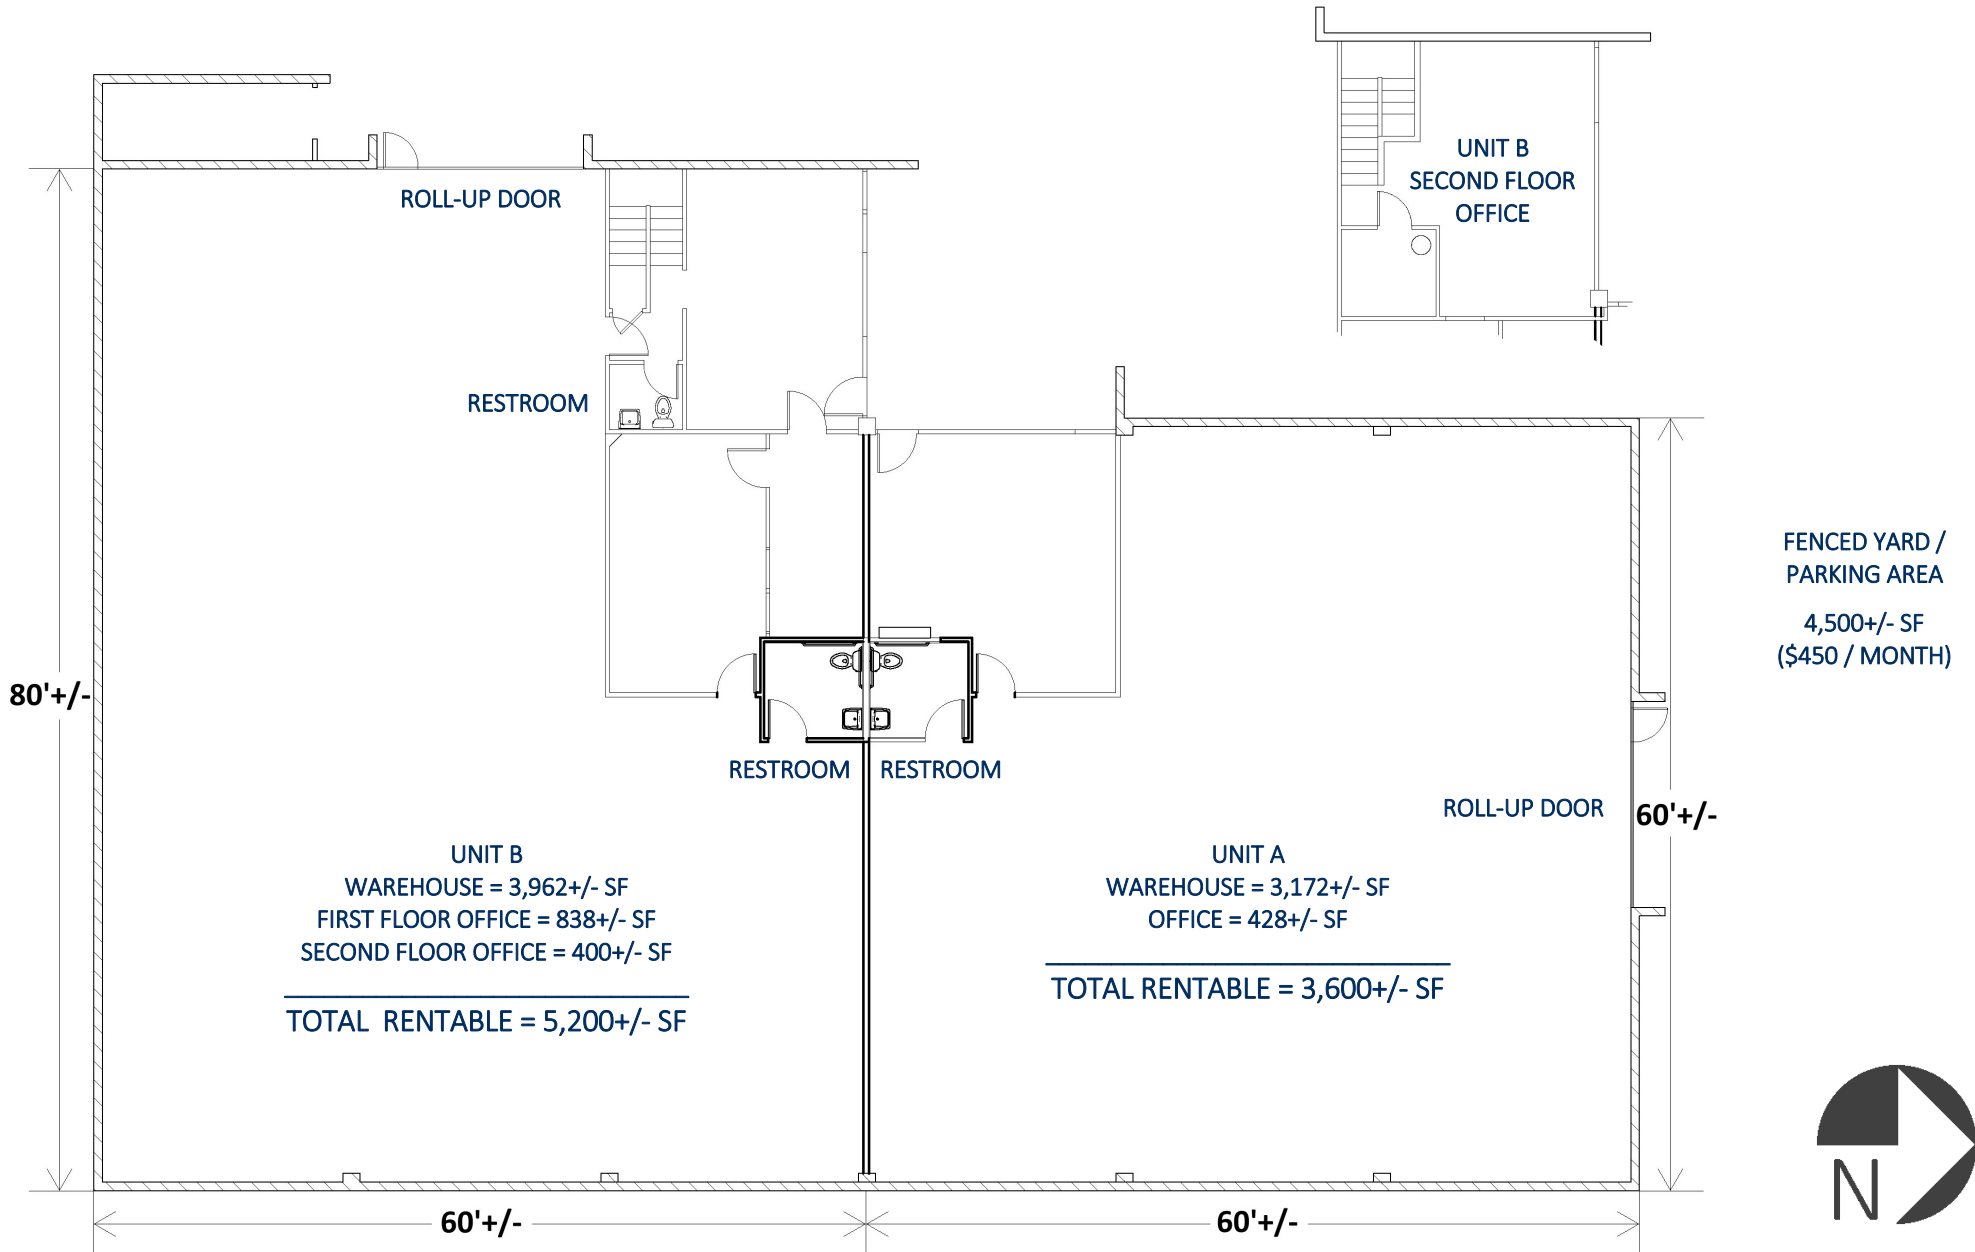 UNIT B
SECOND FLOOR
OFFICE
ROLL-UP DOOR
RESTROOM
FENCED YARD /
PARKING AREA
4,500+/- SF
($450 / MONTH)
80'+/-
RESTROOM
RESTROOM
ROLL-UP DOOR
60'+/-
UNIT B
WAREHOUSE = 3,962+/- SF
FIRST FLOOR OFFICE = 838+/- SF
SECOND FLOOR OFFICE = 400+/- SF
TOTAL RENTABLE = 5,200+/- SF
UNIT A
WAREHOUSE = 3,172+/- SF
OFFICE = 428+/- SF
TOTAL RENTABLE = 3,600+/- SF
N
60'+/-
60'+/-